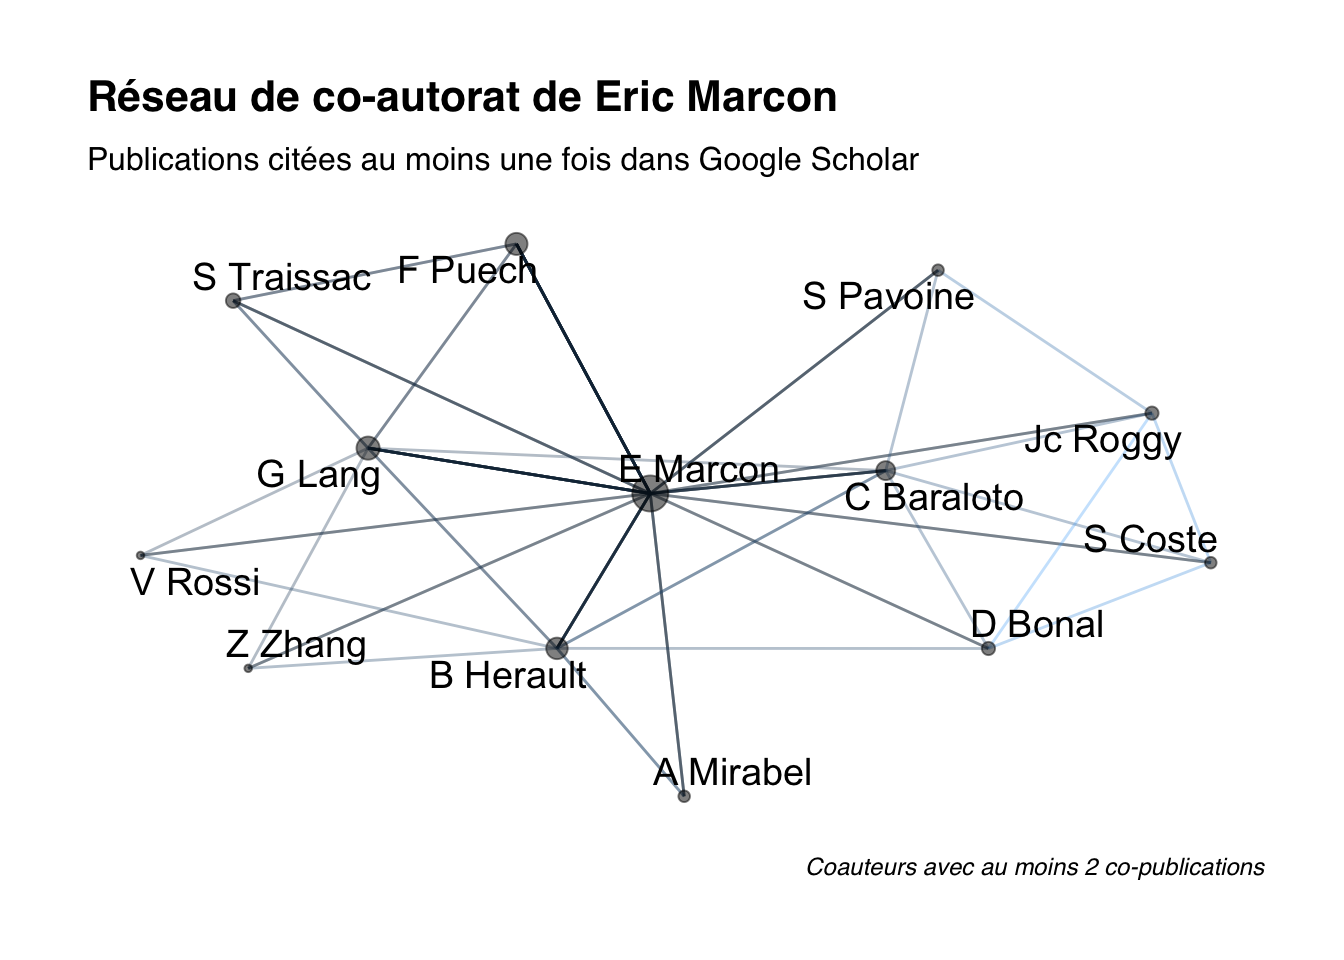 Réseau de co-autorat de Eric Marcon
Publications citées au moins une fois dans Google Scholar
S Traissac
F Puech
S Pavoine
Jc Roggy
G Lang
E Marcon
C Baraloto
S Coste
V Rossi
D Bonal
Z Zhang
B Herault
A Mirabel
Coauteurs avec au moins 2 co-publications